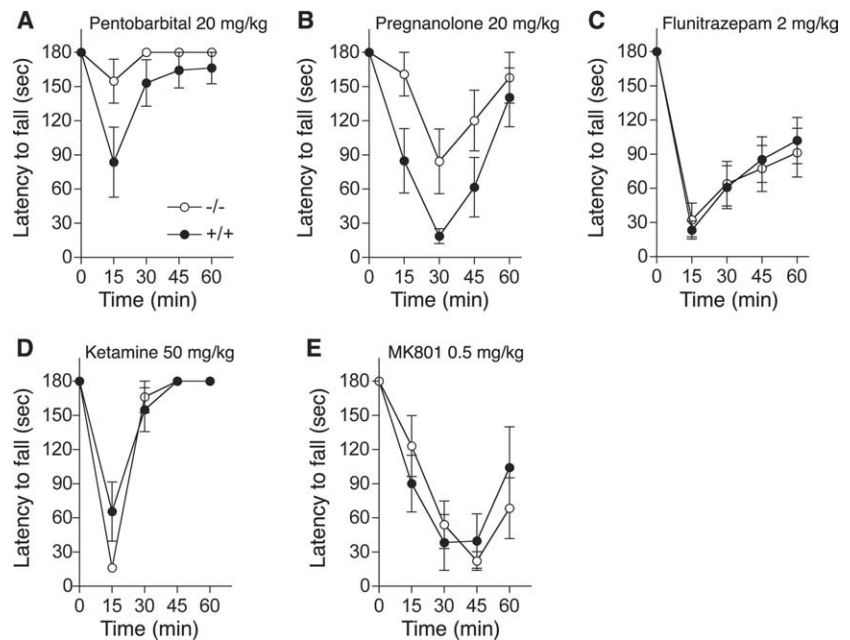 A Pentobarbital 20 mg/kg
Latency to fall (sec)
180
150
120
90
60
30
0
-/-
+/+
0 15 30 45 60
Time (min)
B Pregnanolone 20 mg/kg
Latency to fall (sec)
180
150
120
90
60
30
0
0 15 30 45 60
Time (min)
C Flunitrazepam 2 mg/kg
Latency to fall (sec)
180
150
120
90
60
30
0
0 15 30 45 60
Time (min)
D Ketamine 50 mg/kg
Latency to fall (sec)
180
150
120
90
60
30
0
0 15 30 45 60
Time (min)
E MK801 0.5 mg/kg
Latency to fall (sec)
180
150
120
90
60
30
0
0 15 30 45 60
Time (min)